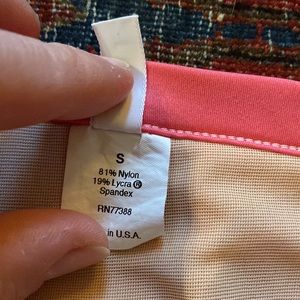 S
81% Nylon
19% Lycra ®
Spandex
RN77388
in U.S.A.